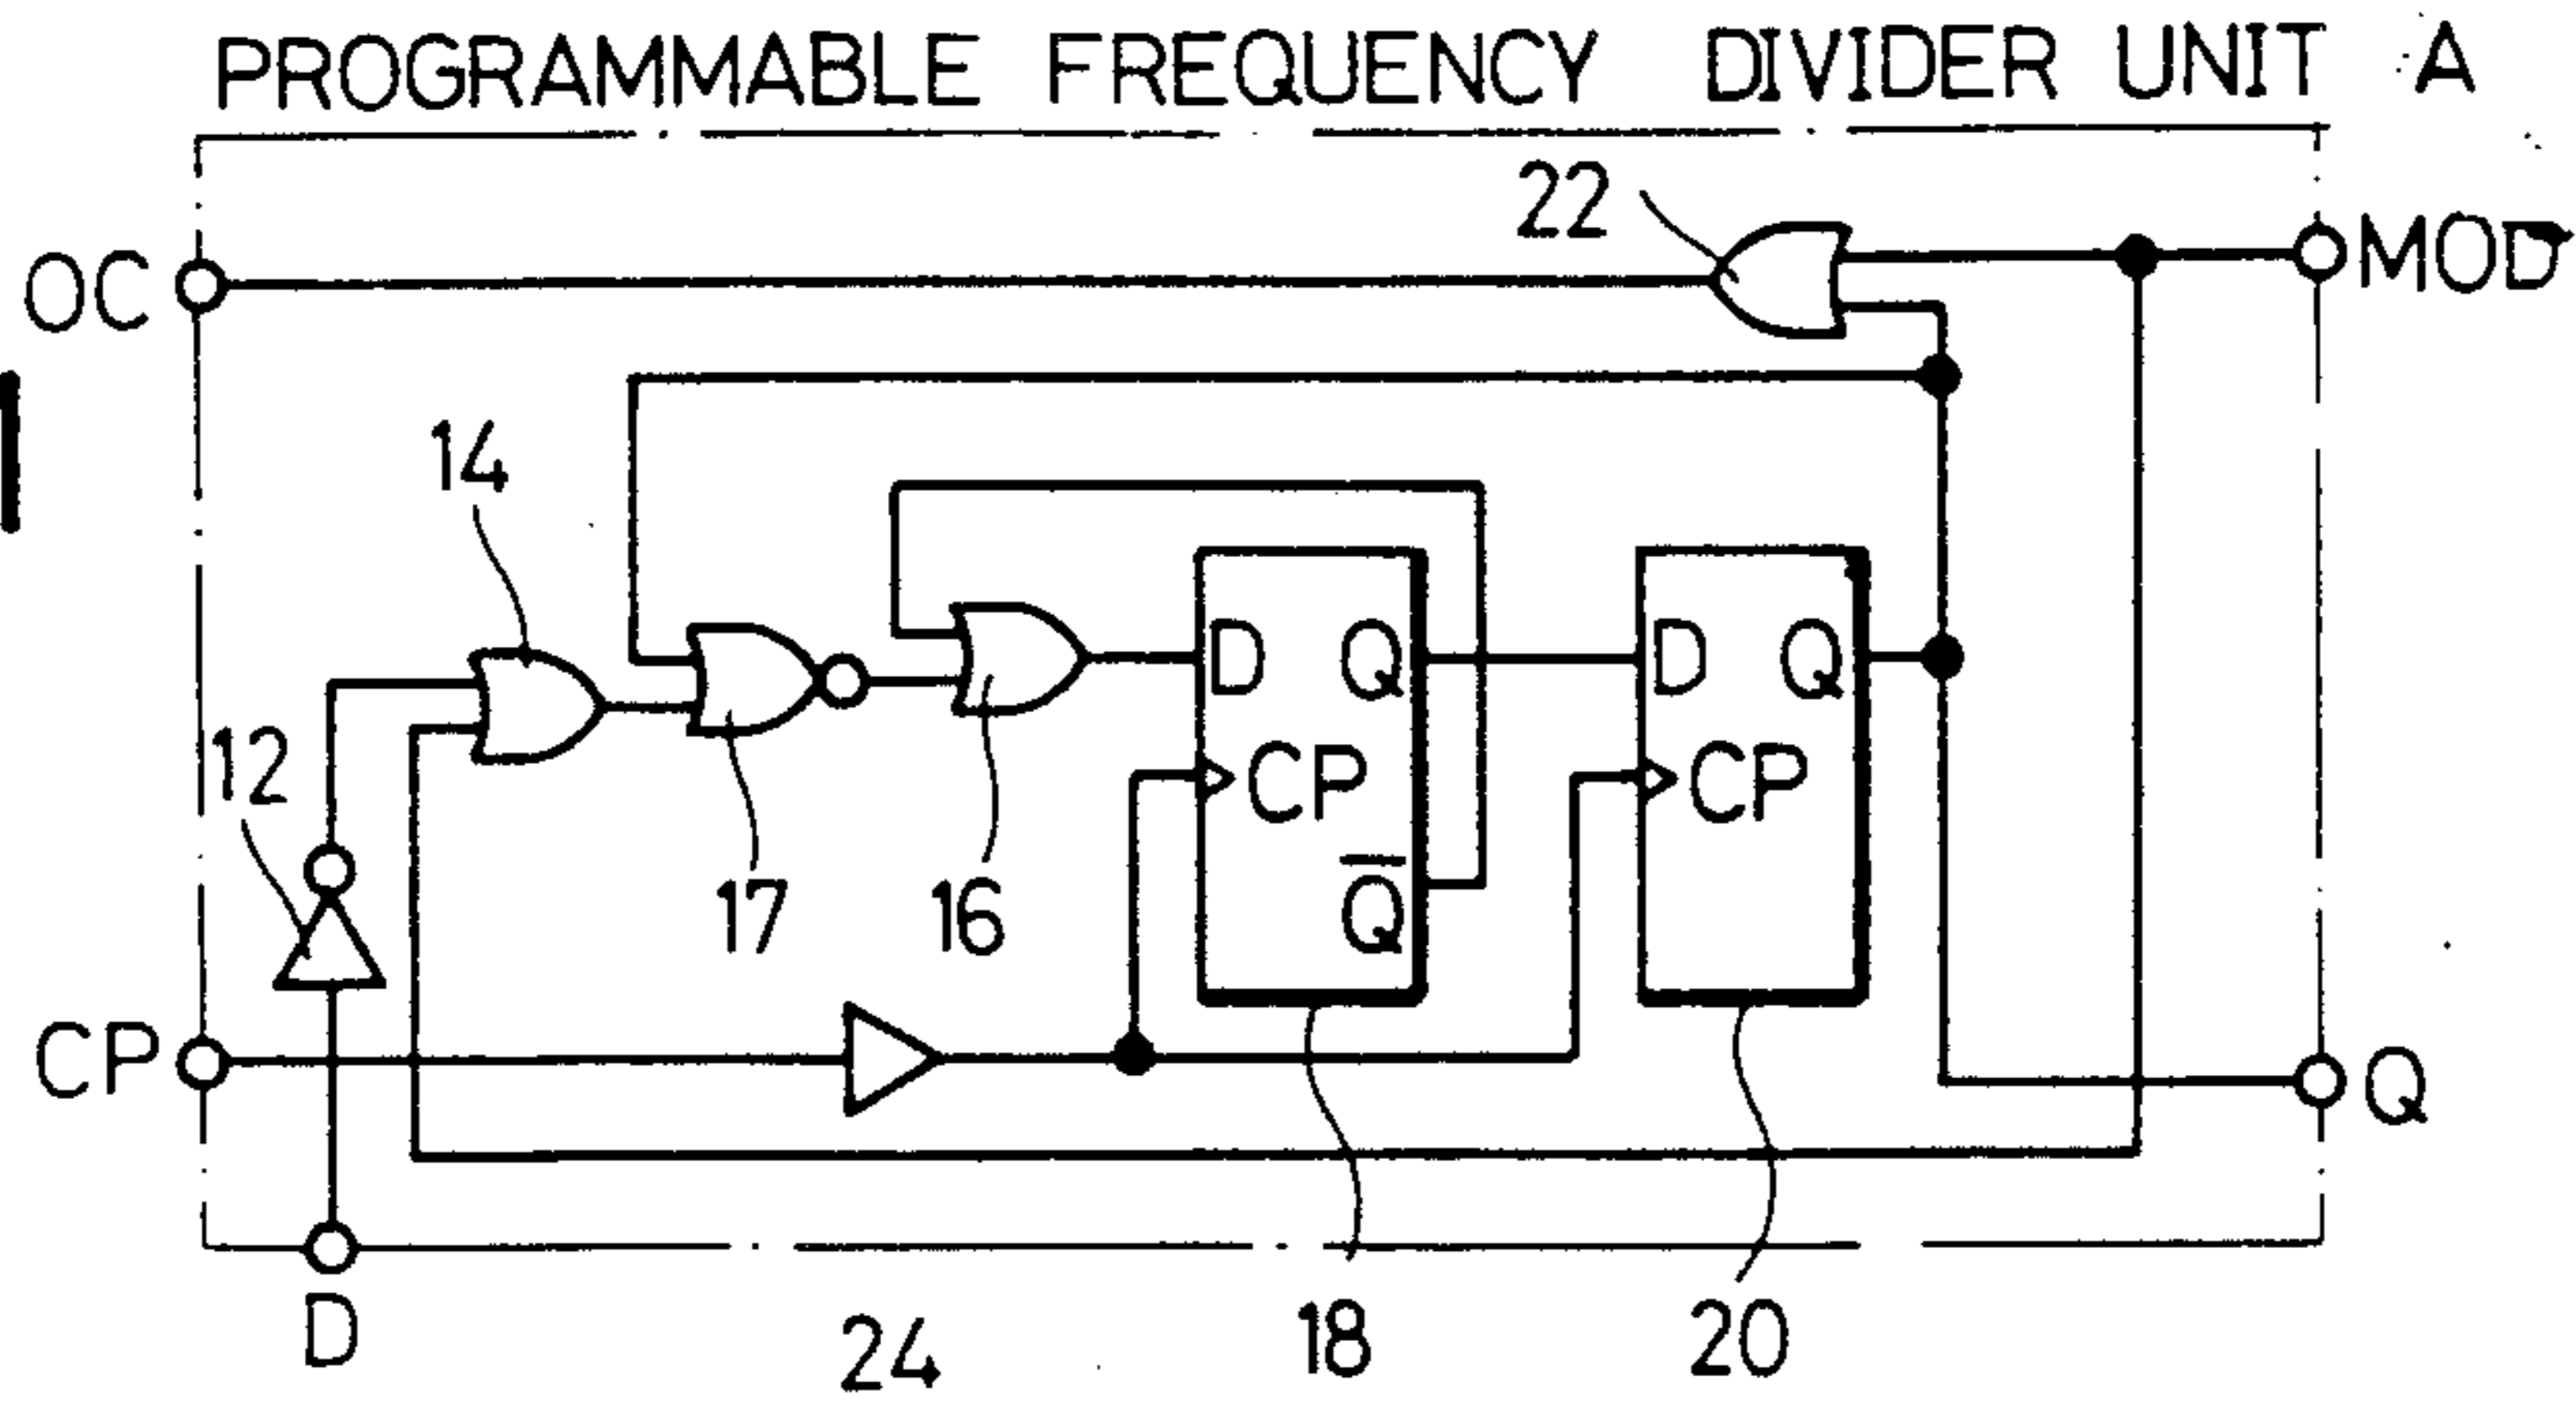 PROGRAMMABLE FREQUENCY DIVIDER UNIT A
22
OC
MOD
14
D Q
D Q
12
CP
CP
17
16
Q̅
CP
Q
D
24
18
20